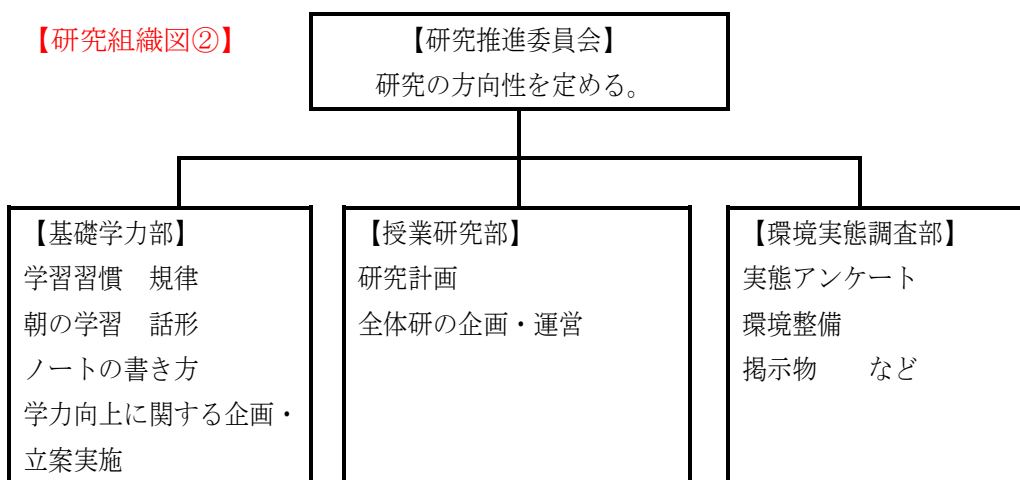 【研究組織図②】
【研究推進委員会】
研究の方向性を定める。
【基礎学力部】
学習習慣　規律
朝の学習　話形
ノートの書き方
学力向上に関する企画・
立案実施
【授業研究部】
研究計画
全体研の企画・運営
【環境実態調査部】
実態アンケート
環境整備
掲示物　　など